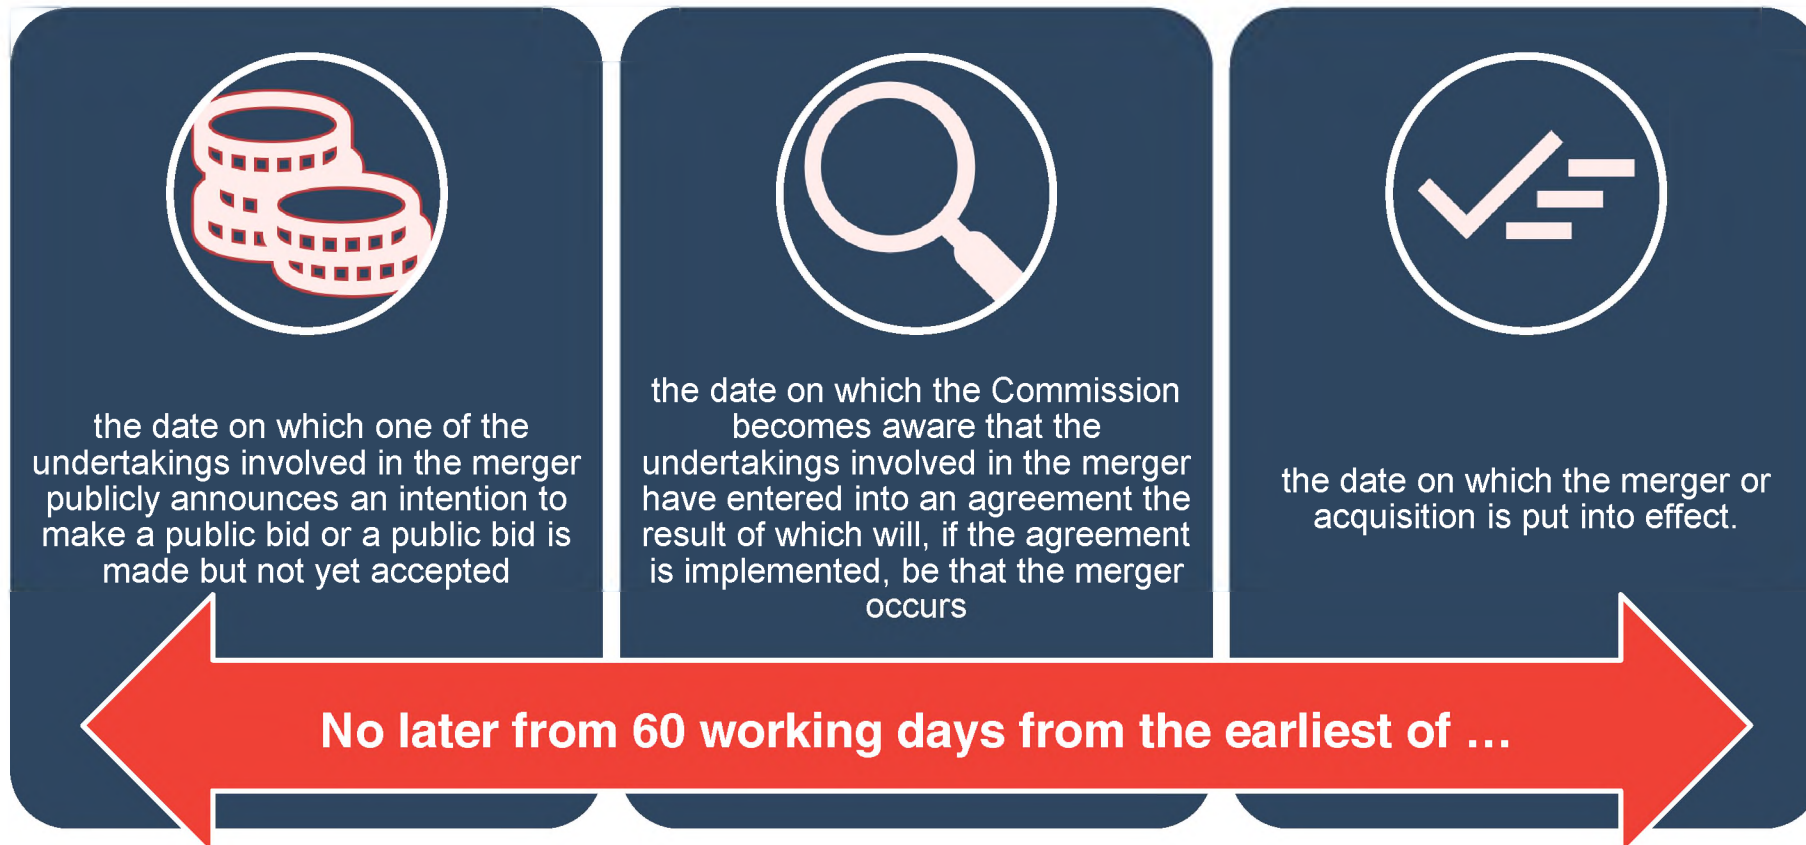 the date on which one of the
undertakings involved in the merger
publicly announces an intention to
make a public bid or a public bid is
made but not yet accepted
the date on which the Commission
becomes aware that the
undertakings involved in the merger
have entered into an agreement the
result of which will, if the agreement
is implemented, be that the merger
occurs
the date on which the merger or
acquisition is put into effect.
No later from 60 working days from the earliest of ...